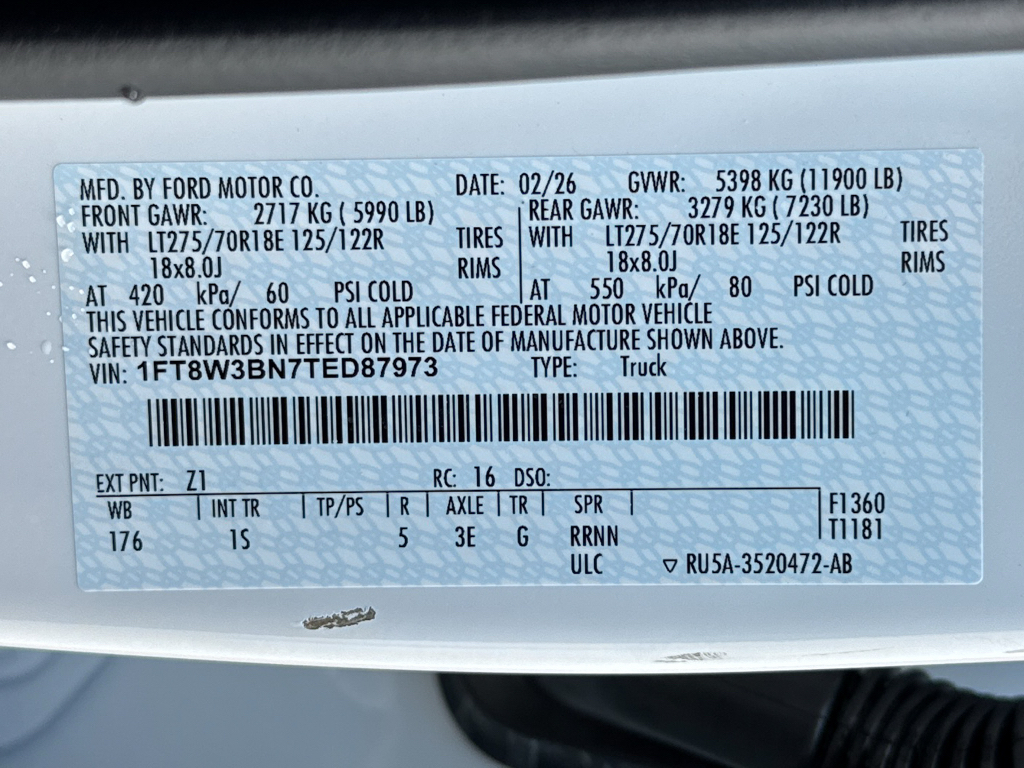 MFD. BY FORD MOTOR CO. DATE: 02/26 GVWR: 5398 KG (11900 LB)
FRONT GAWR: 2717 KG ( 5990 LB) REAR GAWR: 3279 KG ( 7230 LB)
WITH LT275/70R18E 125/122R TIRES WITH LT275/70R18E 125/122R TIRES
18x8.0J RIMS 18x8.0J RIMS
AT 420 kPa/ 60 PSI COLD AT 550 kPa/ 80 PSI COLD
THIS VEHICLE CONFORMS TO ALL APPLICABLE FEDERAL MOTOR VEHICLE
SAFETY STANDARDS IN EFFECT ON THE DATE OF MANUFACTURE SHOWN ABOVE.
VIN: 1FT8W3BN7TED87973 TYPE: Truck
EXT PNT: Z1 RC: 16 DSO:
WB INT TR TP/PS R AXLE TR SPR F1360
176 1S 5 3E G RRNN T1181
ULC ▽ RU5A-3520472-AB